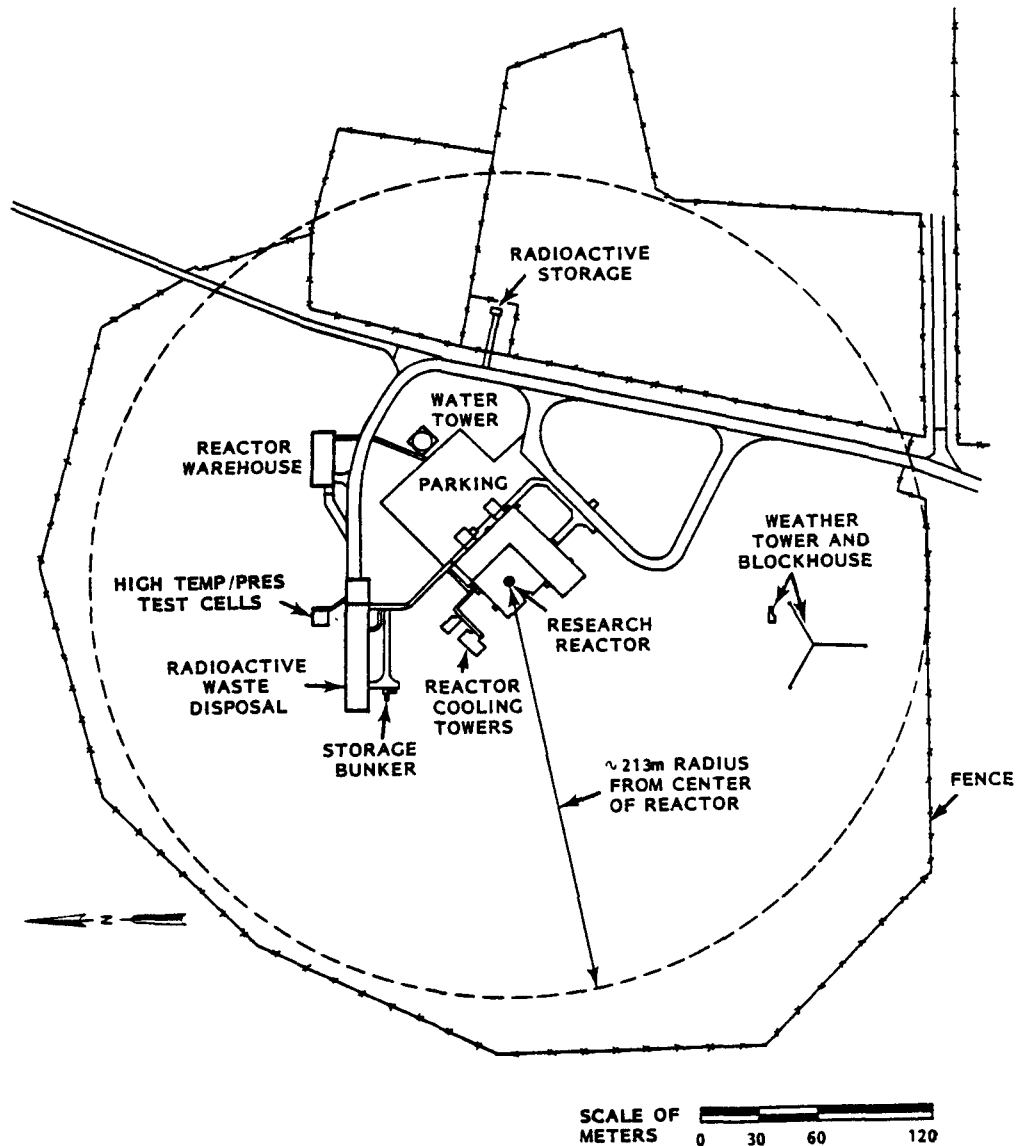 RADIOACTIVE
STORAGE
WATER
TOWER
REACTOR
WAREHOUSE
PARKING
WEATHER
TOWER AND
BLOCKHOUSE
HIGH TEMP/PRES
TEST CELLS
RESEARCH
REACTOR
RADIOACTIVE
WASTE
DISPOSAL
REACTOR
COOLING
TOWERS
STORAGE
BUNKER
~213m RADIUS
FROM CENTER
OF REACTOR
FENCE
N
SCALE OF
METERS
0 30 60 120